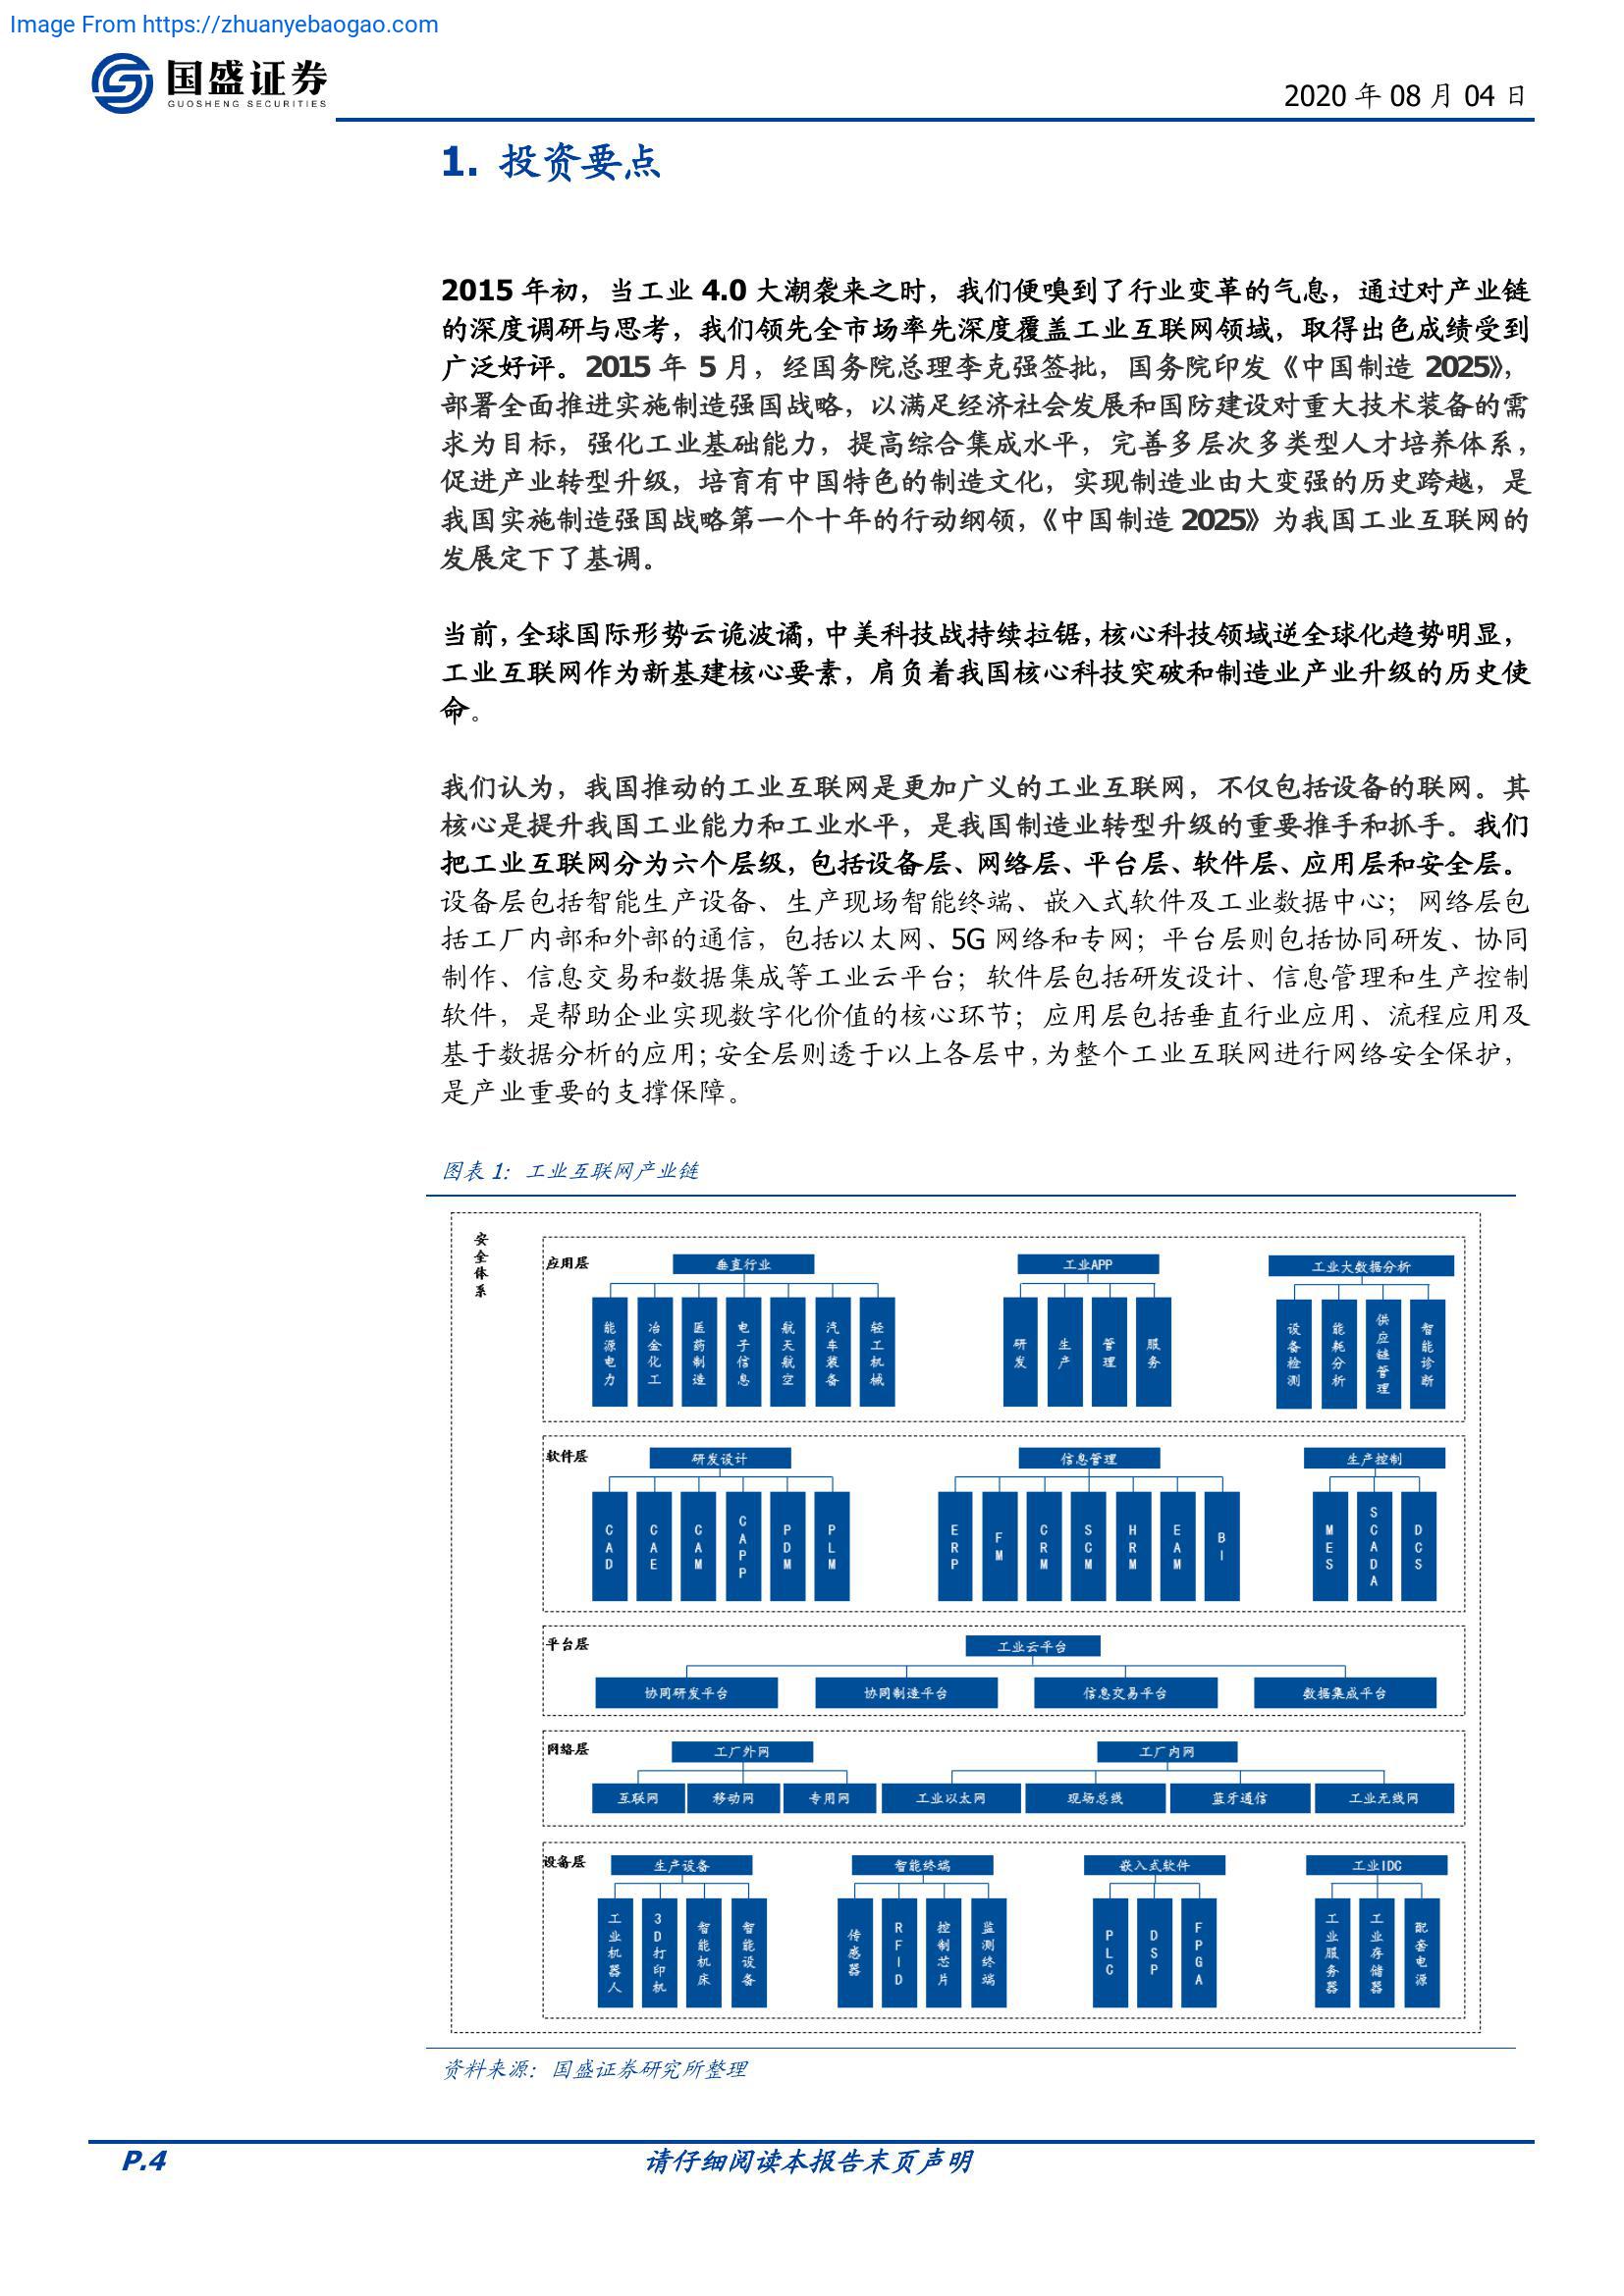 Image From https://zhuanyebaogao.com
国盛证券
GUOSHENG SECURITIES
2020 年 08 月 04 日
1. 投资要点
2015 年初，当工业 4.0 大潮袭来之时，我们便嗅到了行业变革的气息，通过对产业链
的深度调研与思考，我们领先全市场率先深度覆盖工业互联网领域，取得出色成绩受到
广泛好评。2015 年 5 月，经国务院总理李克强签批，国务院印发《中国制造 2025》，
部署全面推进实施制造强国战略，以满足经济社会发展和国防建设对重大技术装备的需
求为目标，强化工业基础能力，提高综合集成水平，完善多层次多类型人才培养体系，
促进产业转型升级，培育有中国特色的制造文化，实现制造业由大变强的历史跨越，是
我国实施制造强国战略第一个十年的行动纲领，《中国制造 2025》为我国工业互联网的
发展定下了基调。
当前，全球国际形势云诡波谲，中美科技战持续拉锯，核心科技领域逆全球化趋势明显，
工业互联网作为新基建核心要素，肩负着我国核心科技突破和制造业产业升级的历史使
命。
我们认为，我国推动的工业互联网是更加广义的工业互联网，不仅包括设备的联网。其
核心是提升我国工业能力和工业水平，是我国制造业转型升级的重要推手和抓手。我们
把工业互联网分为六个层级，包括设备层、网络层、平台层、软件层、应用层和安全层。
设备层包括智能生产设备、生产现场智能终端、嵌入式软件及工业数据中心；网络层包
括工厂内部和外部的通信，包括以太网、5G 网络和专网；平台层则包括协同研发、协同
制作、信息交易和数据集成等工业云平台；软件层包括研发设计、信息管理和生产控制
软件，是帮助企业实现数字化价值的核心环节；应用层包括垂直行业应用、流程应用及
基于数据分析的应用；安全层则透于以上各层中，为整个工业互联网进行网络安全保护，
是产业重要的支撑保障。
图表 1：工业互联网产业链
安全体系
应用层
垂直行业
工业APP
工业大数据分析
能源电力
冶金化工
医药制造
电子信息
航天航空
汽车装备
轻工机械
研发
生产
管理
服务
设备检测
能耗分析
供应链管理
智能诊断
软件层
研发设计
信息管理
生产控制
CAD
CAE
CAM
CAPP
PDM
PLM
ERP
FM
CRM
SCM
HRM
EAM
BI
MES
SCADA
DCS
平台层
工业云平台
协同研发平台
协同制造平台
信息交易平台
数据集成平台
网络层
工厂外网
工厂内网
互联网
移动网
专用网
工业以太网
现场总线
蓝牙通信
工业无线网
设备层
生产设备
智能终端
嵌入式软件
工业IDC
工业机器人
3D打印机
智能机床
智能设备
传感器
RFID
控制芯片
监测终端
PLC
DSP
FPGA
工业服务器
工业存储器
配套电源
资料来源：国盛证券研究所整理
P.4
请仔细阅读本报告末页声明